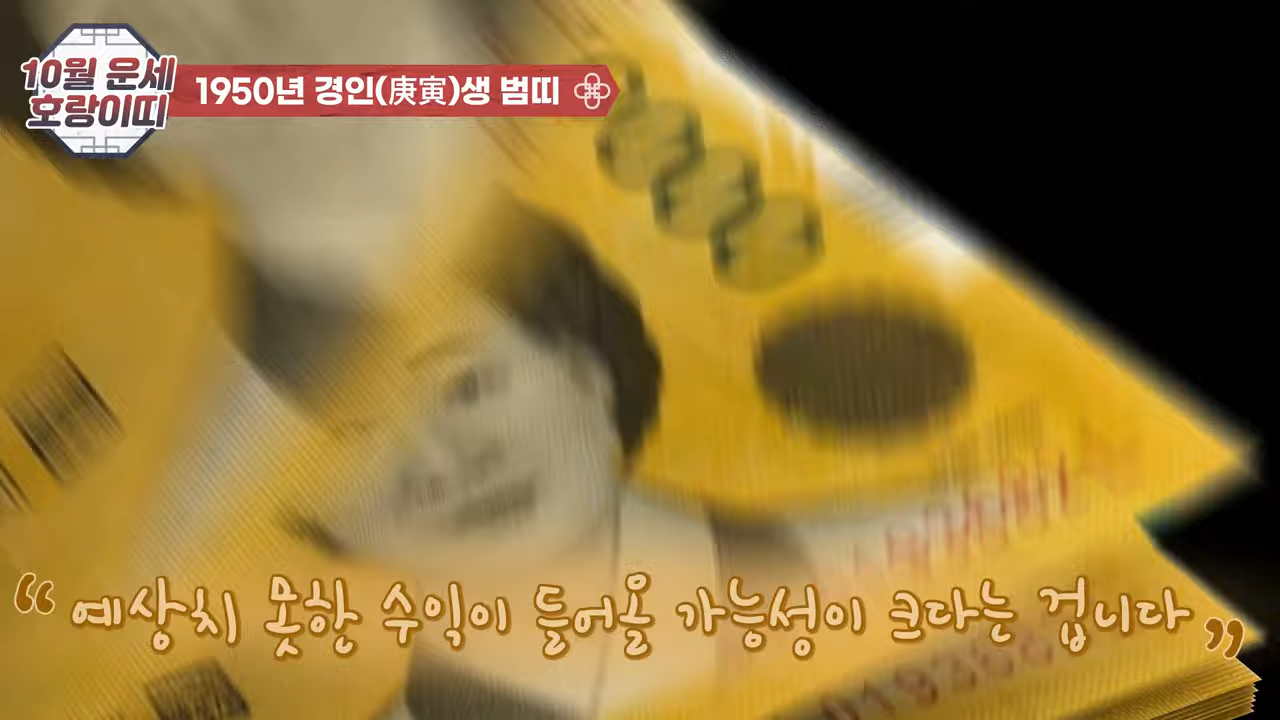 10월 운세
호랑이띠
1950년 경인(庚寅)생 범띠
“예상치 못한 수익이 들어올 가능성이 크다는 겁니다”